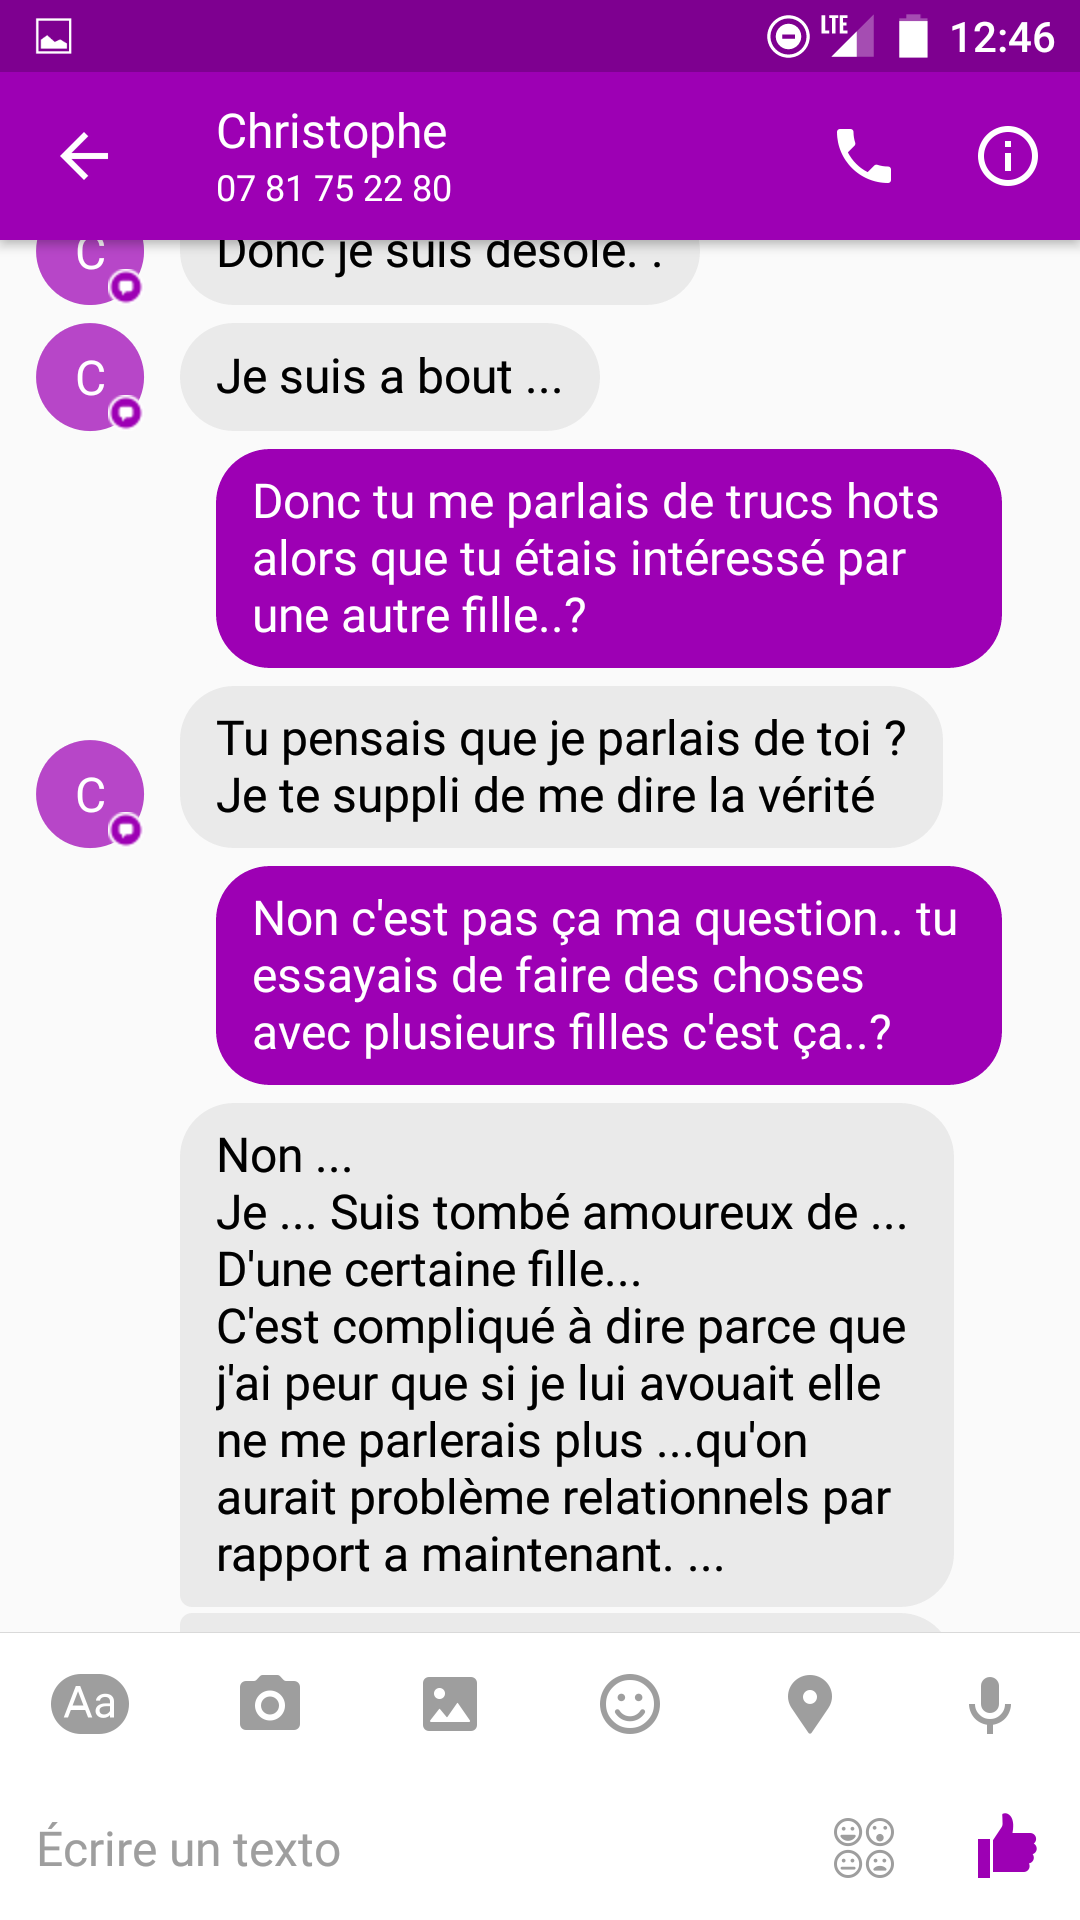 LTE 12:46
Christophe
07 81 75 22 80
C
Donc je suis désolé. .
C
Je suis a bout ...
Donc tu me parlais de trucs hots
alors que tu étais intéressé par
une autre fille..?
Tu pensais que je parlais de toi ?
Je te suppli de me dire la vérité
C
Non c'est pas ça ma question.. tu
essayais de faire des choses
avec plusieurs filles c'est ça..?
Non ...
Je ... Suis tombé amoureux de ...
D'une certaine fille...
C'est compliqué à dire parce que
j'ai peur que si je lui avouait elle
ne me parlerais plus ...qu'on
aurait problème relationnels par
rapport a maintenant. ...
Aa
Écrire un texto